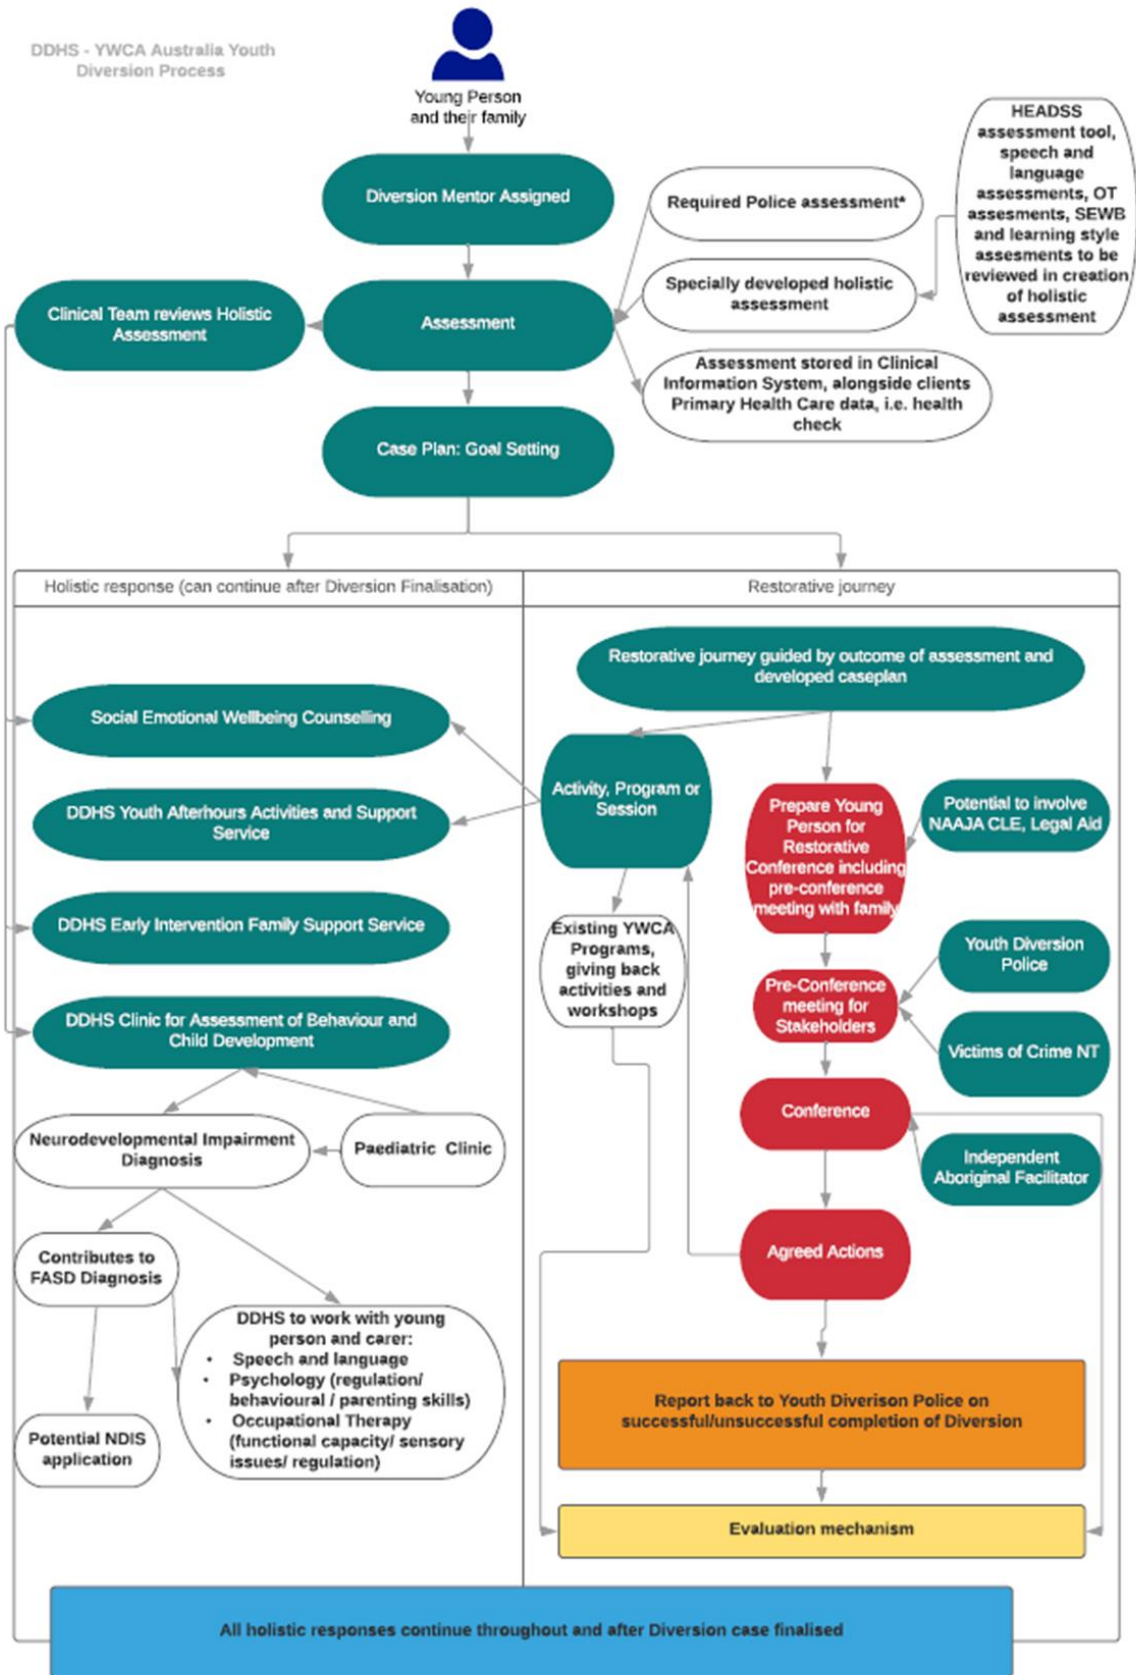 DDHS - YWCA Australia Youth
Diversion Process
Young Person
and their family
HEADSS
assessment tool,
speech and
language
assessments, OT
assesments, SEWB
and learning style
assesments to be
reviewed in creation
of holistic
assessment
Diversion Mentor Assigned
Required Police assessment*
Specially developed holistic
assessment
Clinical Team reviews Holistic
Assessment
Assessment
Assessment stored in Clinical
Information System, alongside clients
Primary Health Care data, i.e. health
check
Case Plan: Goal Setting
Holistic response (can continue after Diversion Finalisation)
Restorative journey
Restorative journey guided by outcome of assessment and
developed caseplan
Social Emotional Wellbeing Counselling
DDHS Youth Afterhours Activities and Support
Service
DDHS Early Intervention Family Support Service
DDHS Clinic for Assessment of Behaviour and
Child Development
Neurodevelopmental Impairment
Diagnosis
Paediatric Clinic
Contributes to
FASD Diagnosis
DDHS to work with young
person and carer:
• Speech and language
• Psychology (regulation/
behavioural / parenting skills)
• Occupational Therapy
(functional capacity/ sensory
issues/ regulation)
Potential NDIS
application
Activity, Program or
Session
Existing YWCA
Programs,
giving back
activities and
workshops
Prepare Young
Person for
Restorative
Conference including
pre-conference
meeting with family
Potential to involve
NAAJA CLE, Legal Aid
Pre-Conference
meeting for
Stakeholders
Youth Diversion
Police
Victims of Crime NT
Conference
Independent
Aboriginal Facilitator
Agreed Actions
Report back to Youth Diverison Police on
successful/unsuccessful completion of Diversion
Evaluation mechanism
All holistic responses continue throughout and after Diversion case finalised